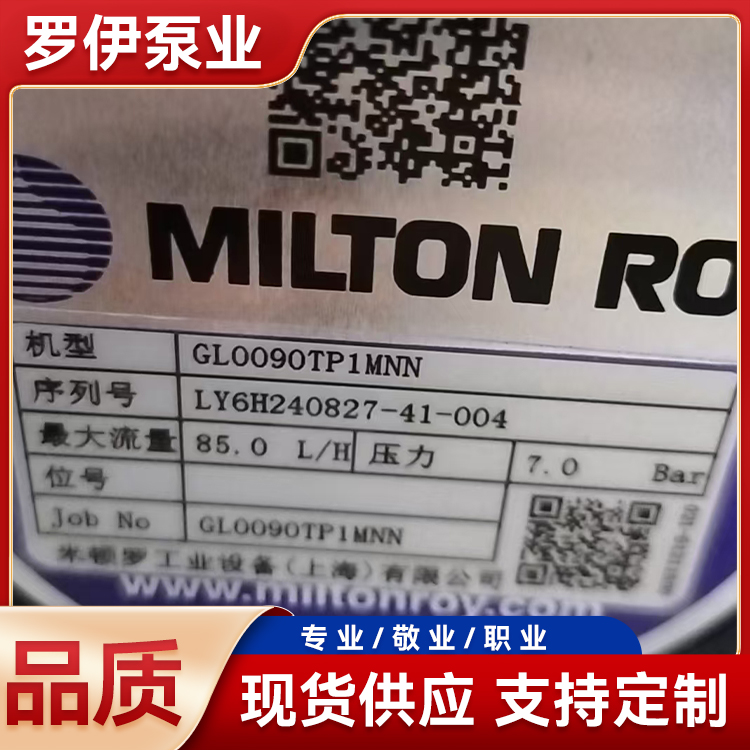 罗伊泵业
MILTON RO
机型 GL0090TP1MNN
序列号 LY6H240827-41-004
最大流量 85.0 L/H 压力 7.0 Bar
位号
Job No GL0090TP1MNN
米顿罗工业设备(上海)有限公司
www.miltonroy.com
专业/敬业/职业
品质
现货供应 支持定制